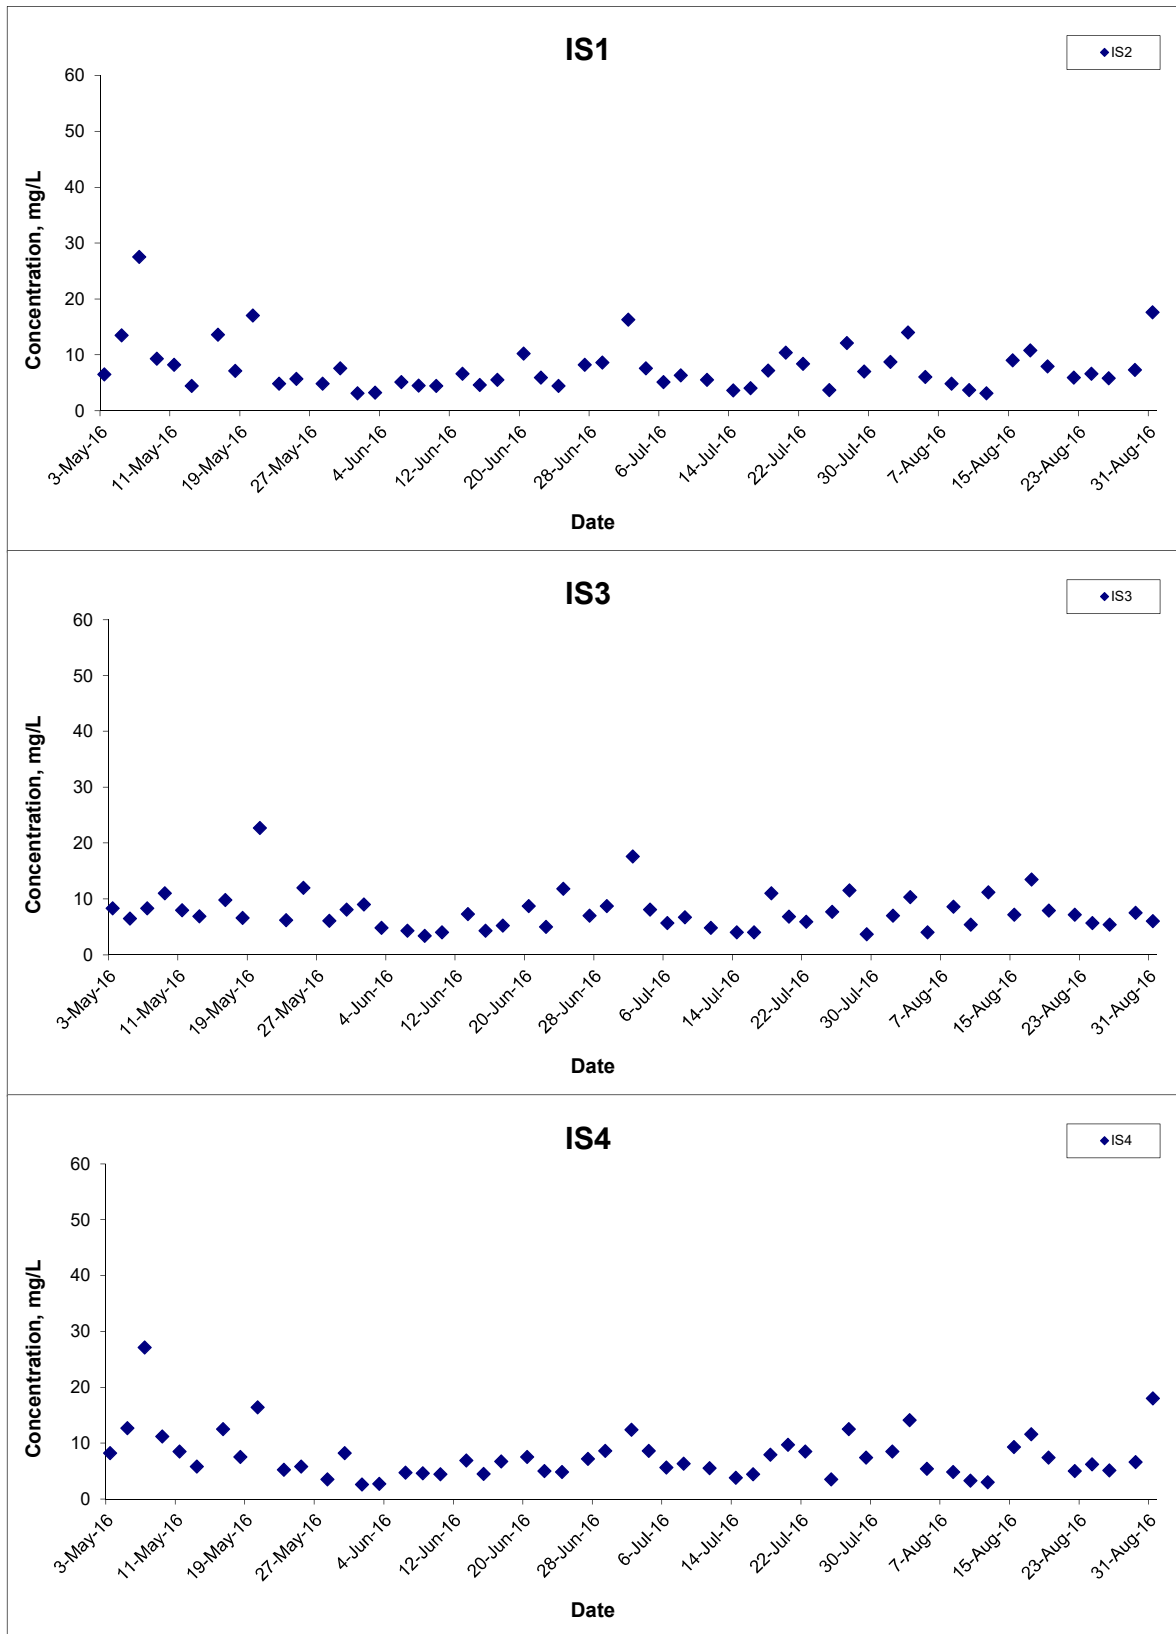 IS1
IS2
60
50
40
30
20
10
0
Concentration, mg/L
3-May-16
11-May-16
19-May-16
27-May-16
4-Jun-16
12-Jun-16
20-Jun-16
28-Jun-16
6-Jul-16
14-Jul-16
22-Jul-16
30-Jul-16
7-Aug-16
15-Aug-16
23-Aug-16
31-Aug-16
Date
IS3
IS3
60
50
40
30
20
10
0
Concentration, mg/L
3-May-16
11-May-16
19-May-16
27-May-16
4-Jun-16
12-Jun-16
20-Jun-16
28-Jun-16
6-Jul-16
14-Jul-16
22-Jul-16
30-Jul-16
7-Aug-16
15-Aug-16
23-Aug-16
31-Aug-16
Date
IS4
IS4
60
50
40
30
20
10
0
Concentration, mg/L
3-May-16
11-May-16
19-May-16
27-May-16
4-Jun-16
12-Jun-16
20-Jun-16
28-Jun-16
6-Jul-16
14-Jul-16
22-Jul-16
30-Jul-16
7-Aug-16
15-Aug-16
23-Aug-16
31-Aug-16
Date